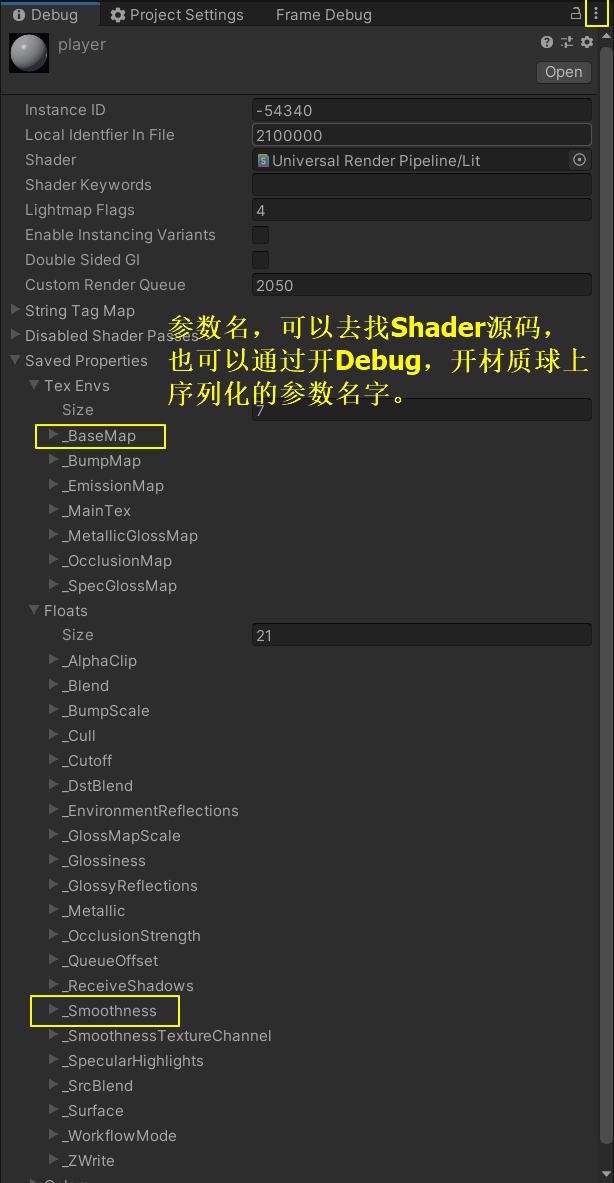 Debug Project Settings Frame Debug
player
Open
Instance ID -54340
Local Identfier In File 2100000
Shader Universal Render Pipeline/Lit
Shader Keywords
Lightmap Flags 4
Enable Instancing Variants
Double Sided GI
Custom Render Queue 2050
String Tag Map
Disabled Shader Passes
参数名，可以去找Shader源码，
也可以通过开Debug，开材质球上
序列化的参数名字。
Saved Properties
Tex Envs
Size 7
_BaseMap
_BumpMap
_EmissionMap
_MainTex
_MetallicGlossMap
_OcclusionMap
_SpecGlossMap
Floats
Size 21
_AlphaClip
_Blend
_BumpScale
_Cull
_Cutoff
_DstBlend
_EnvironmentReflections
_GlossMapScale
_Glossiness
_GlossyReflections
_Metallic
_OcclusionStrength
_QueueOffset
_ReceiveShadows
_Smoothness
_SmoothnessTextureChannel
_SpecularHighlights
_SrcBlend
_Surface
_WorkflowMode
_ZWrite